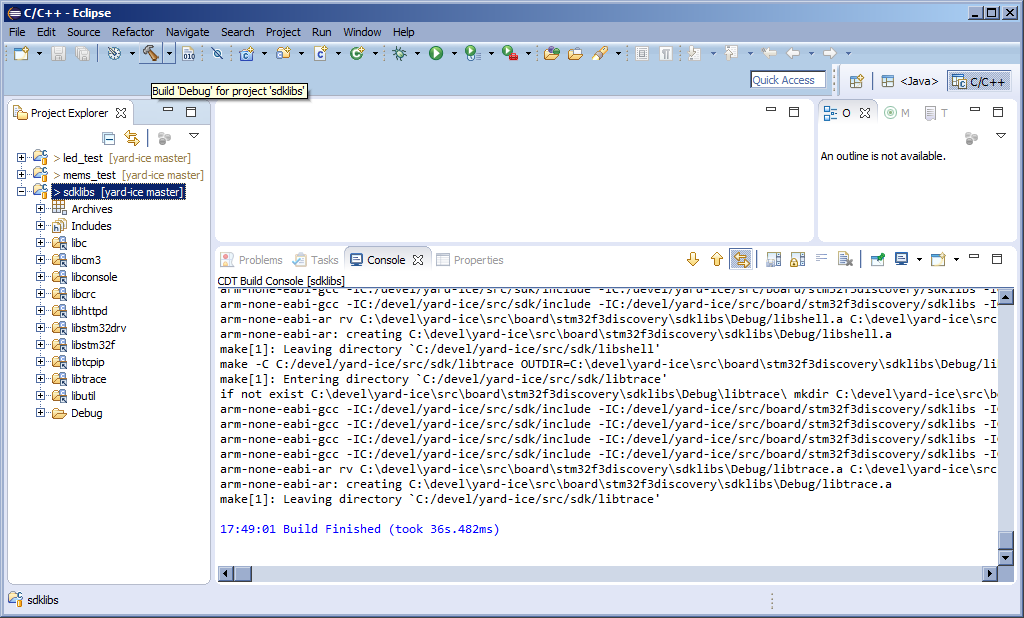 C/C++ - Eclipse
File Edit Source Refactor Navigate Search Project Run Window Help
010
Build 'Debug' for project 'sdklibs'
Quick Access
<Java>
C/C++
Project Explorer
> led_test [yard-ice master]
> mems_test [yard-ice master]
> sdklibs [yard-ice master]
Archives
Includes
libc
libcm3
libconsole
libcrc
libhttpd
libstm32drv
libstm32f
libtcpip
libtrace
libutil
Debug
O M T
An outline is not available.
Problems Tasks Console Properties
CDT Build Console [sdklibs]
arm-none-eabi-gcc -IC:/devel/yard-ice/src/sdk/include -IC:/devel/yard-ice/src/board/stm32f3discovery/sdklibs -I
arm-none-eabi-gcc -IC:/devel/yard-ice/src/sdk/include -IC:/devel/yard-ice/src/board/stm32f3discovery/sdklibs -I
arm-none-eabi-ar rv C:\devel\yard-ice\src\board\stm32f3discovery\sdklibs\Debug/libshell.a C:\devel\yard-ice\src
arm-none-eabi-ar: creating C:\devel\yard-ice\src\board\stm32f3discovery\sdklibs\Debug/libshell.a
make[1]: Leaving directory `C:/devel/yard-ice/src/sdk/libshell'
make -C C:/devel/yard-ice/src/sdk/libtrace OUTDIR=C:\devel\yard-ice\src\board\stm32f3discovery\sdklibs\Debug/li
make[1]: Entering directory `C:/devel/yard-ice/src/sdk/libtrace'
if not exist C:\devel\yard-ice\src\board\stm32f3discovery\sdklibs\Debug\libtrace\ mkdir C:\devel\yard-ice\src\bo
arm-none-eabi-gcc -IC:/devel/yard-ice/src/sdk/include -IC:/devel/yard-ice/src/board/stm32f3discovery/sdklibs -I
arm-none-eabi-gcc -IC:/devel/yard-ice/src/sdk/include -IC:/devel/yard-ice/src/board/stm32f3discovery/sdklibs -I
arm-none-eabi-gcc -IC:/devel/yard-ice/src/sdk/include -IC:/devel/yard-ice/src/board/stm32f3discovery/sdklibs -I
arm-none-eabi-gcc -IC:/devel/yard-ice/src/sdk/include -IC:/devel/yard-ice/src/board/stm32f3discovery/sdklibs -I
arm-none-eabi-ar rv C:\devel\yard-ice\src\board\stm32f3discovery\sdklibs\Debug/libtrace.a C:\devel\yard-ice\src
arm-none-eabi-ar: creating C:\devel\yard-ice\src\board\stm32f3discovery\sdklibs\Debug/libtrace.a
make[1]: Leaving directory `C:/devel/yard-ice/src/sdk/libtrace'
17:49:01 Build Finished (took 36s.482ms)
sdklibs